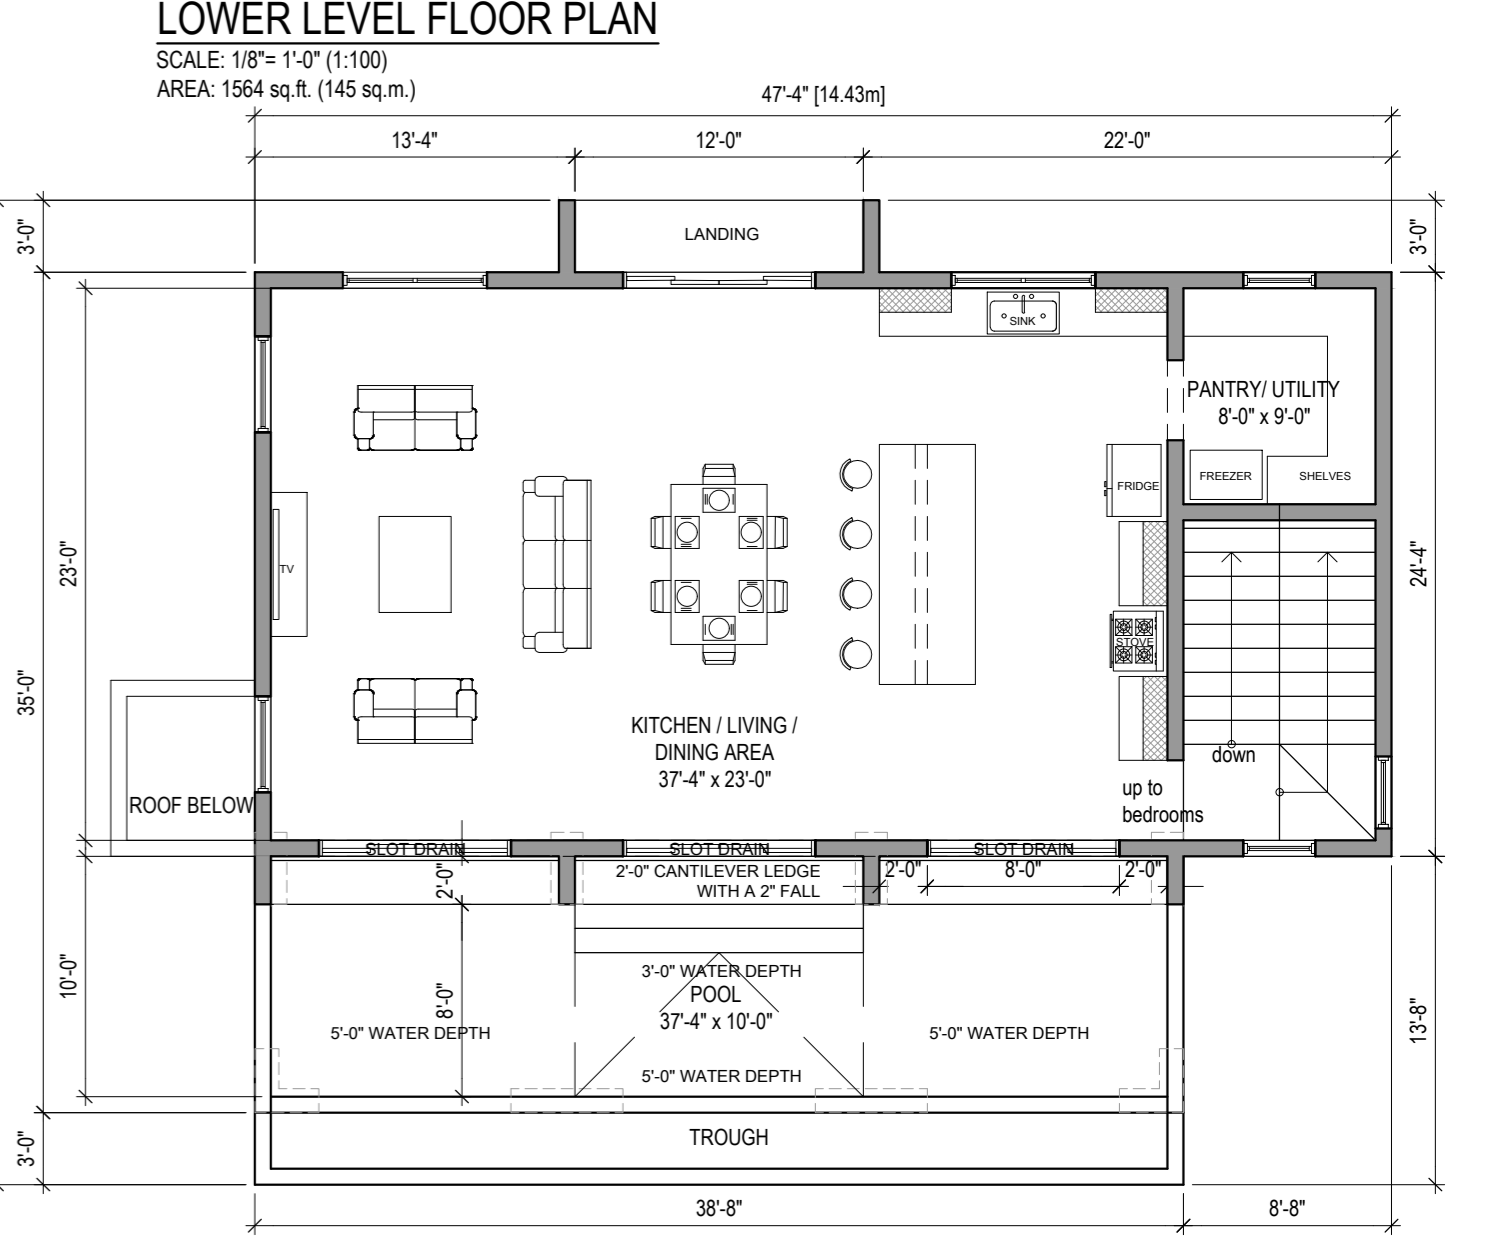 LOWER LEVEL FLOOR PLAN
SCALE: 1/8"= 1'-0" (1:100)
AREA: 1564 sq.ft. (145 sq.m.)
47'-4" [14.43m]
13'-4"
12'-0"
22'-0"
3'-0"
LANDING
3'-0"
SINK
PANTRY/ UTILITY
8'-0" x 9'-0"
FREEZER
SHELVES
FRIDGE
23'-0"
TV
24'-4"
STOVE
35'-0"
KITCHEN / LIVING /
DINING AREA
37'-4" x 23'-0"
down
up to
bedrooms
ROOF BELOW
SLOT DRAIN
SLOT DRAIN
SLOT DRAIN
2'-0"
2'-0" CANTILEVER LEDGE
WITH A 2" FALL
2'-0"
8'-0"
2'-0"
10'-0"
8'-0"
3'-0" WATER DEPTH
POOL
37'-4" x 10'-0"
5'-0" WATER DEPTH
5'-0" WATER DEPTH
5'-0" WATER DEPTH
13'-8"
TROUGH
3'-0"
38'-8"
8'-8"